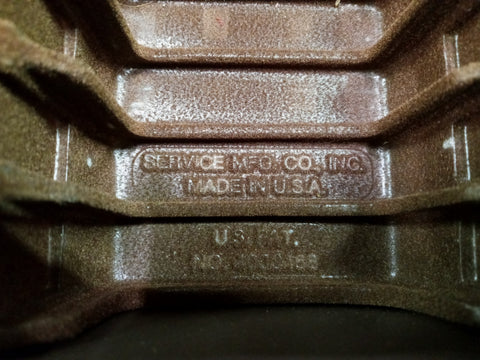 SERVICE MFG. CO., INC.
MADE IN U.S.A.
U.S. PAT.
NO.